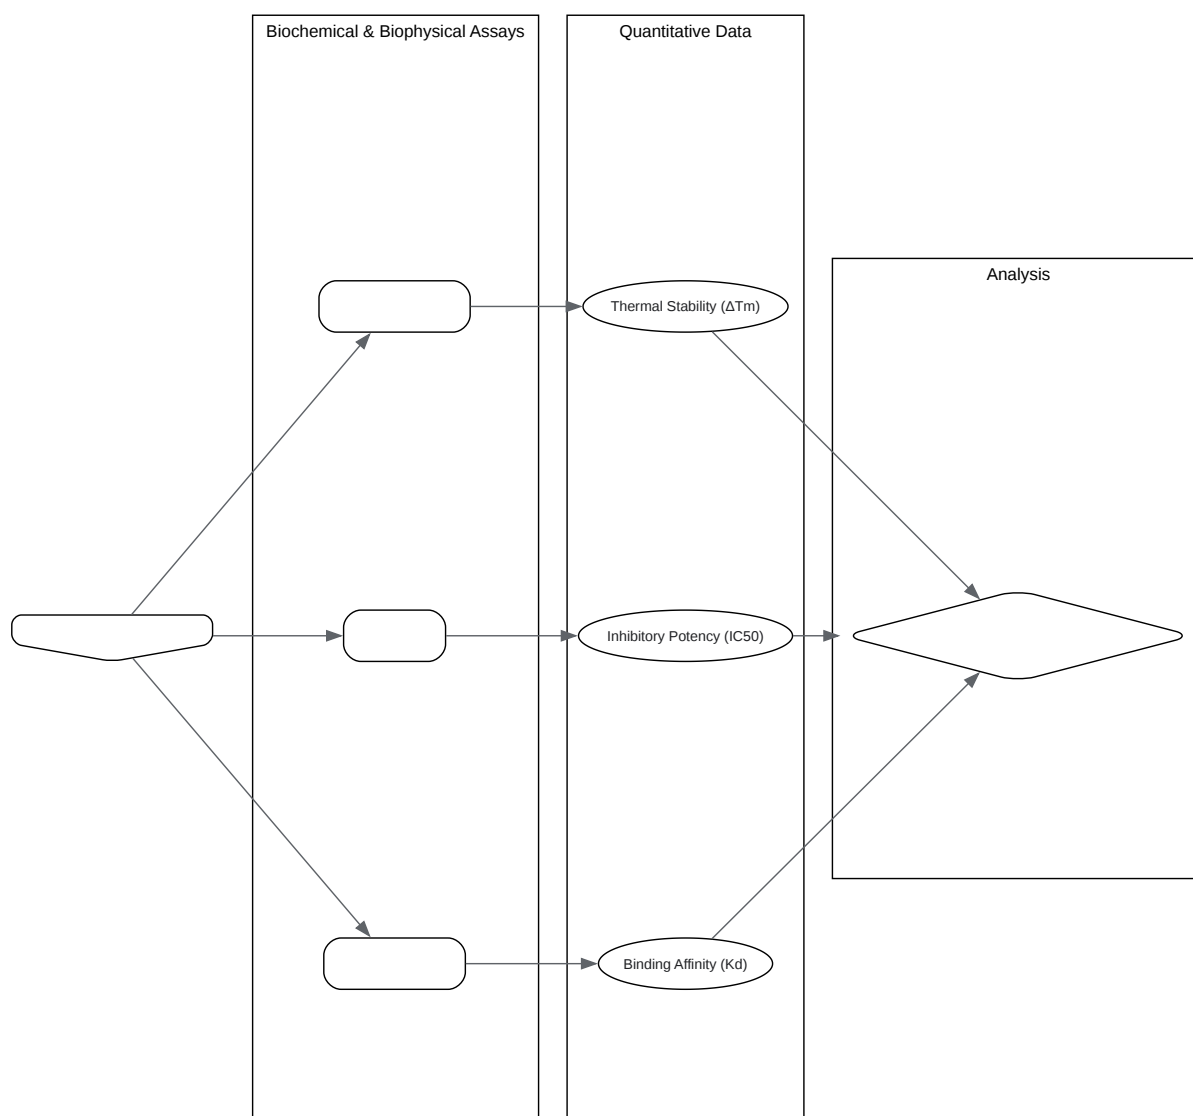 Biochemical & Biophysical Assays
Quantitative Data
Analysis
Thermal Stability (ΔTm)
Inhibitory Potency (IC50)
Binding Affinity (Kd)